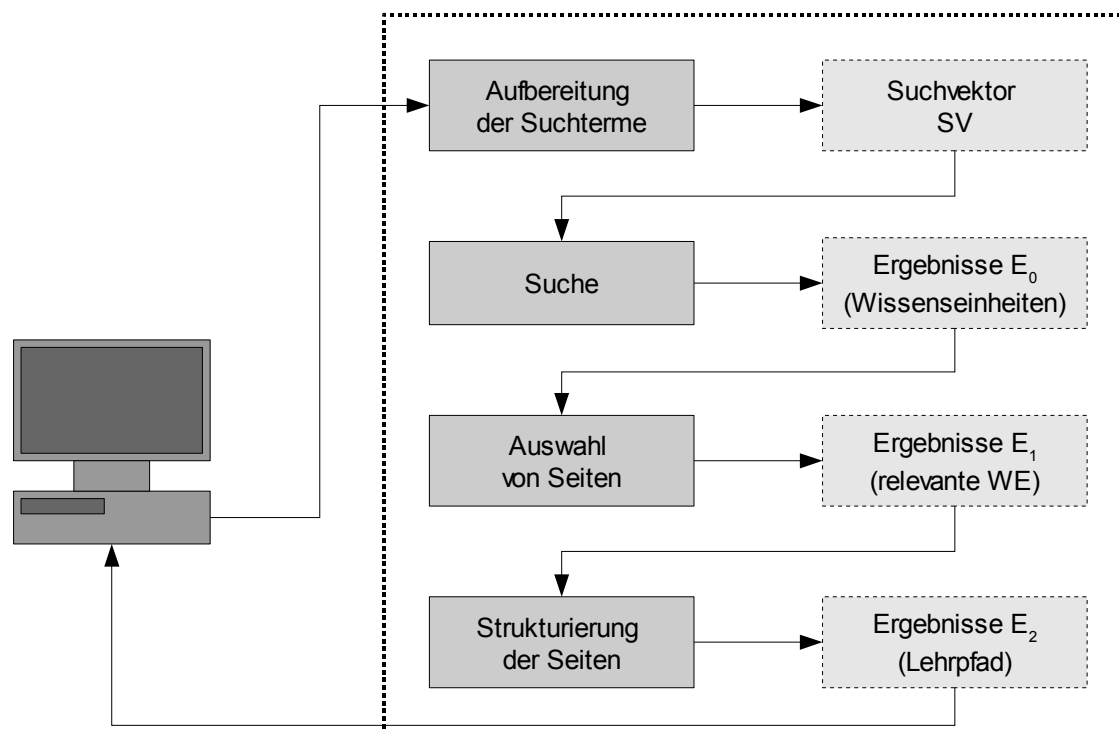 Aufbereitung
der Suchterme
Suchvektor
SV
Suche
Ergebnisse E₀
(Wissenseinheiten)
Auswahl
von Seiten
Ergebnisse E₁
(relevante WE)
Strukturierung
der Seiten
Ergebnisse E₂
(Lehrpfad)